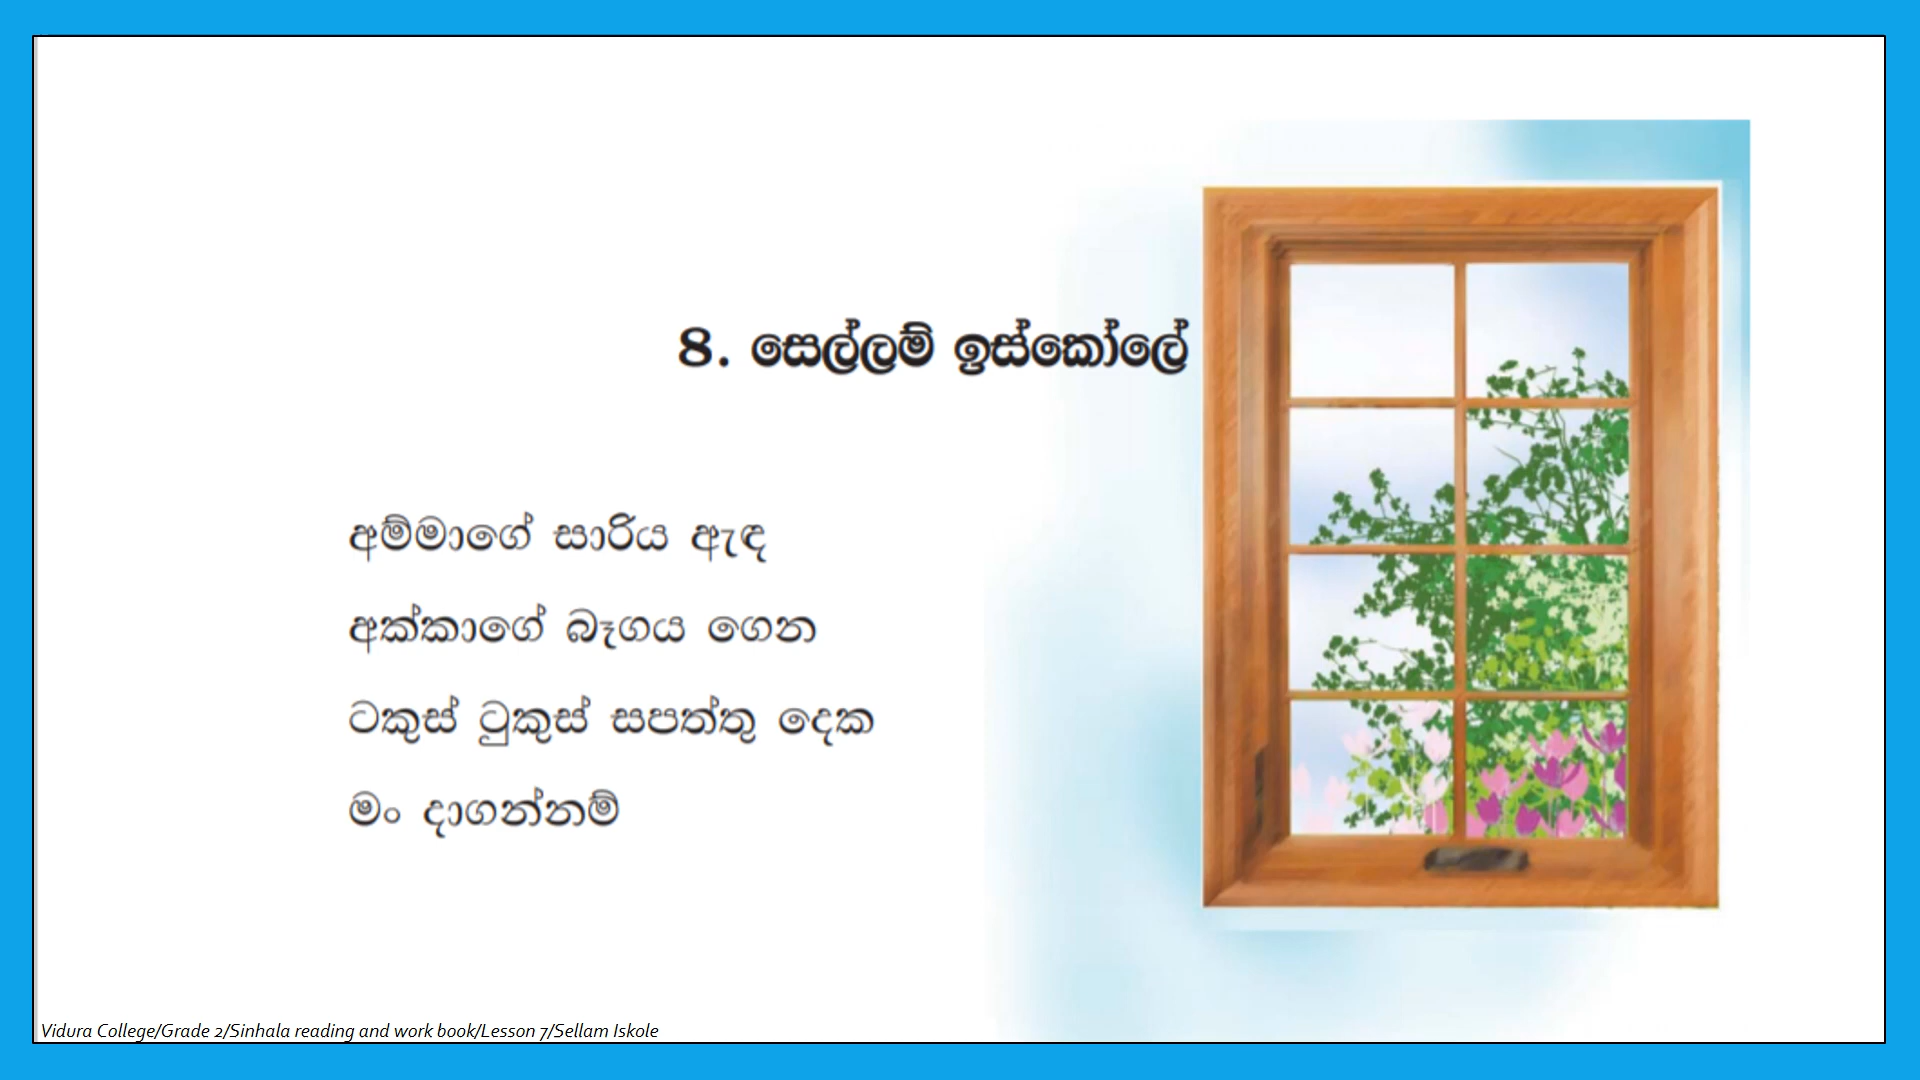 8. සෙල්ලම් ඉස්කෝලේ
අම්මාගේ සාරිය ඇඳ
අක්කාගේ බෑගය ගෙන
ටකුස් ටුකුස් සපත්තු දෙක
මං දාගන්නම්
Vidura College/Grade 2/Sinhala reading and work book/Lesson 7/Sellam Iskole